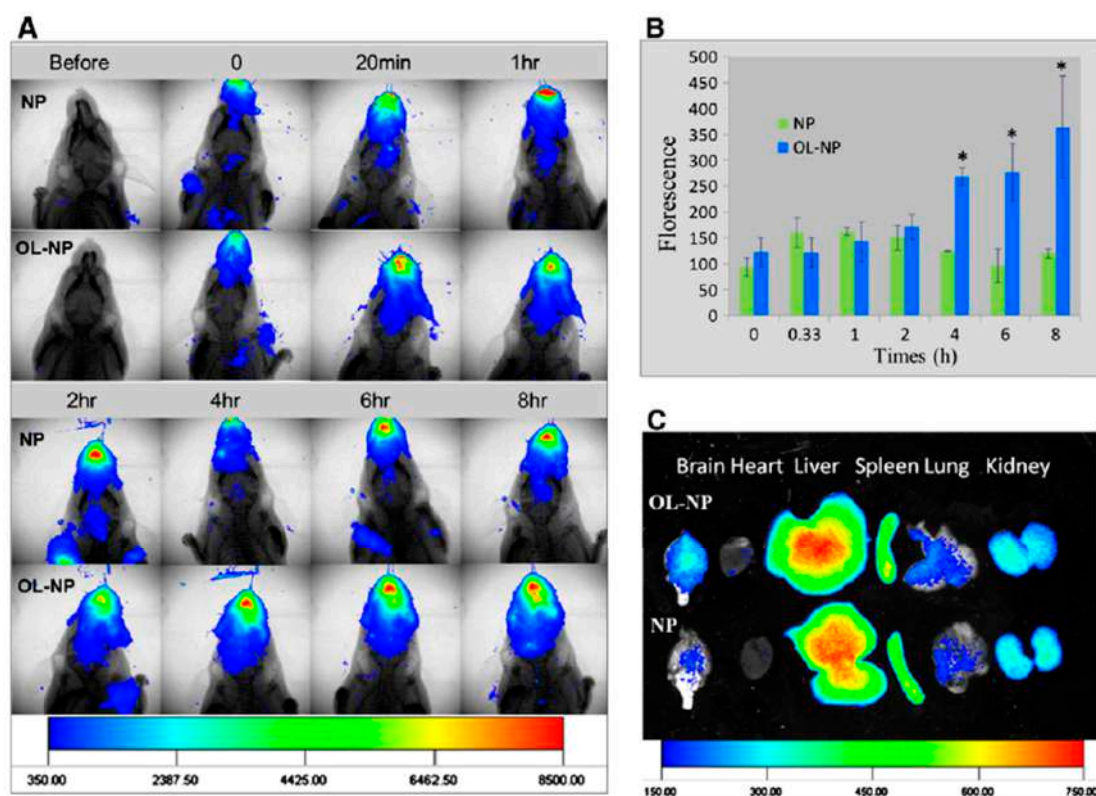 A
Before 0 20min 1hr
NP
OL-NP
2hr 4hr 6hr 8hr
NP
OL-NP
350.00 2387.50 4425.00 6462.50 8500.00
B
500
450
400
350
300
250
200
150
100
50
0
Florescence
NP
OL-NP
*
*
*
0 0.33 1 2 4 6 8
Times (h)
C
Brain Heart Liver Spleen Lung Kidney
OL-NP
NP
150.00 300.00 450.00 600.00 750.00